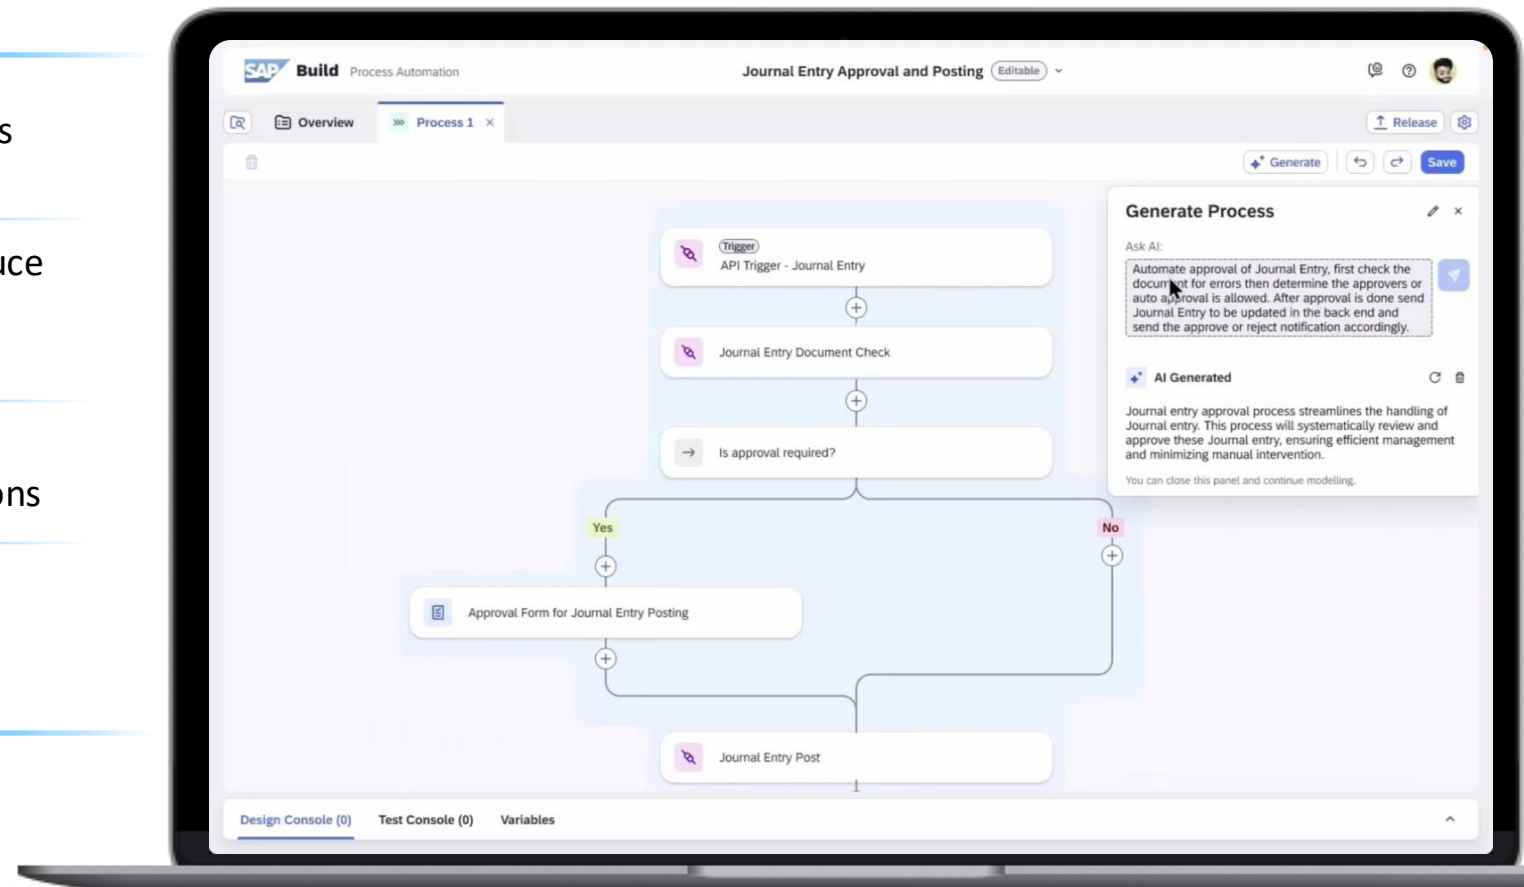 s
uce
ons
SAP Build Process Automation
Journal Entry Approval and Posting Editable
Overview
Process 1
Release
Generate
Save
Trigger
API Trigger - Journal Entry
Journal Entry Document Check
Is approval required?
Yes
No
Approval Form for Journal Entry Posting
Journal Entry Post
Generate Process
Ask AI:
Automate approval of Journal Entry, first check the
document for errors then determine the approvers or
auto approval is allowed. After approval is done send
Journal Entry to be updated in the back end and
send the approve or reject notification accordingly.
AI Generated
Journal entry approval process streamlines the handling of
Journal entry. This process will systematically review and
approve these Journal entry, ensuring efficient management
and minimizing manual intervention.
You can close this panel and continue modelling.
Design Console (0)
Test Console (0)
Variables